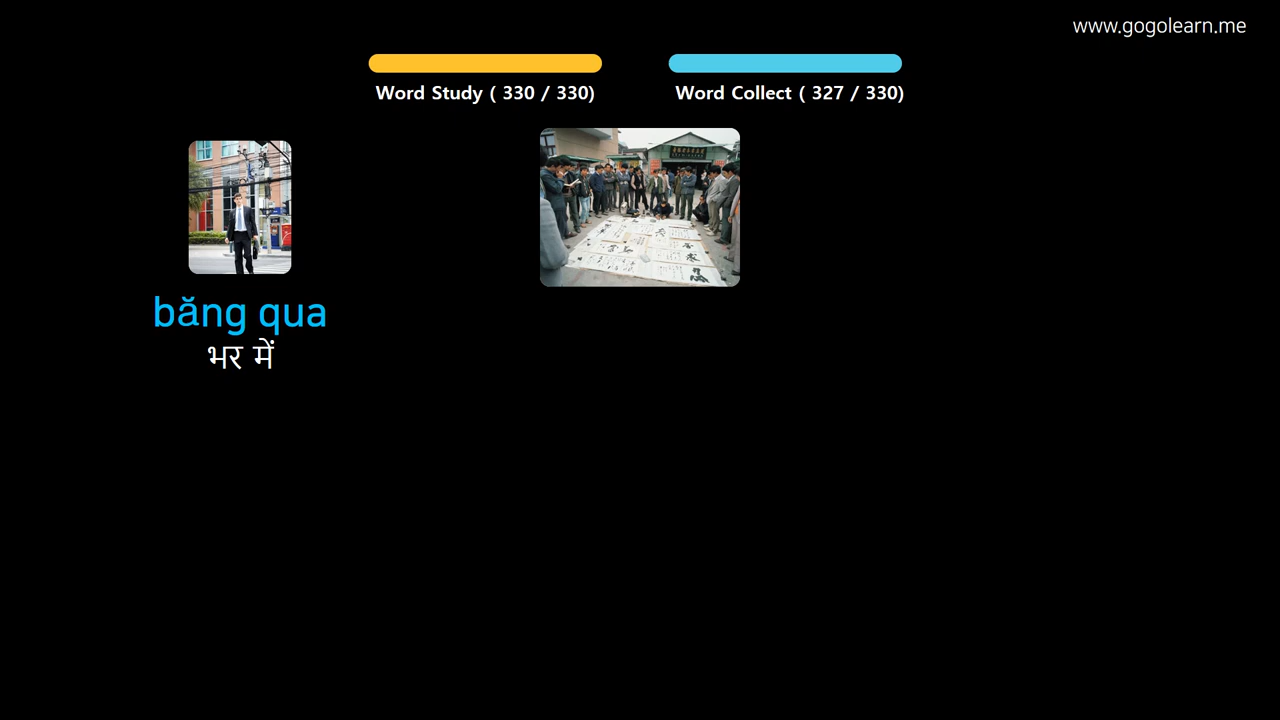 www.gogolearn.me
Word Study ( 330 / 330)
Word Collect ( 327 / 330)
băng qua
भर में